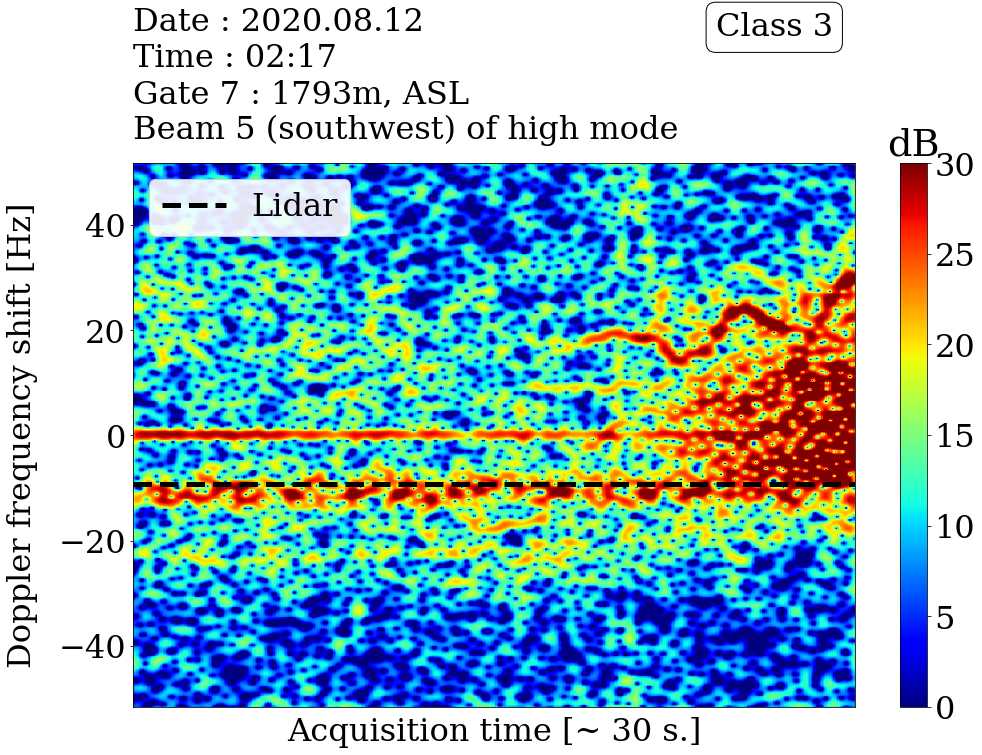 Date : 2020.08.12
Time : 02:17
Gate 7 : 1793m, ASL
Beam 5 (southwest) of high mode
Class 3
dB
Lidar
Doppler frequency shift [Hz]
40
20
0
−20
−40
Acquisition time [~ 30 s.]
30
25
20
15
10
5
0